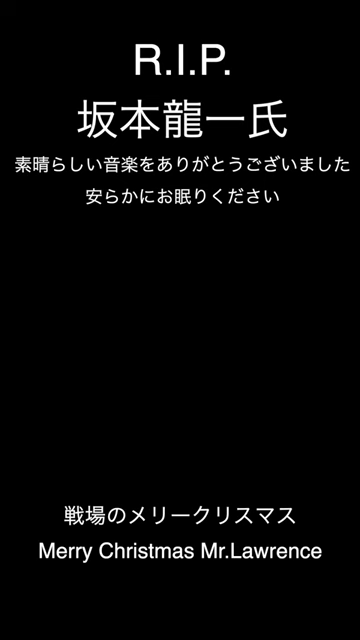 R.I.P.
坂本龍一氏
素晴らしい音楽をありがとうございました
安らかにお眠りください
戦場のメリークリスマス
Merry Christmas Mr.Lawrence